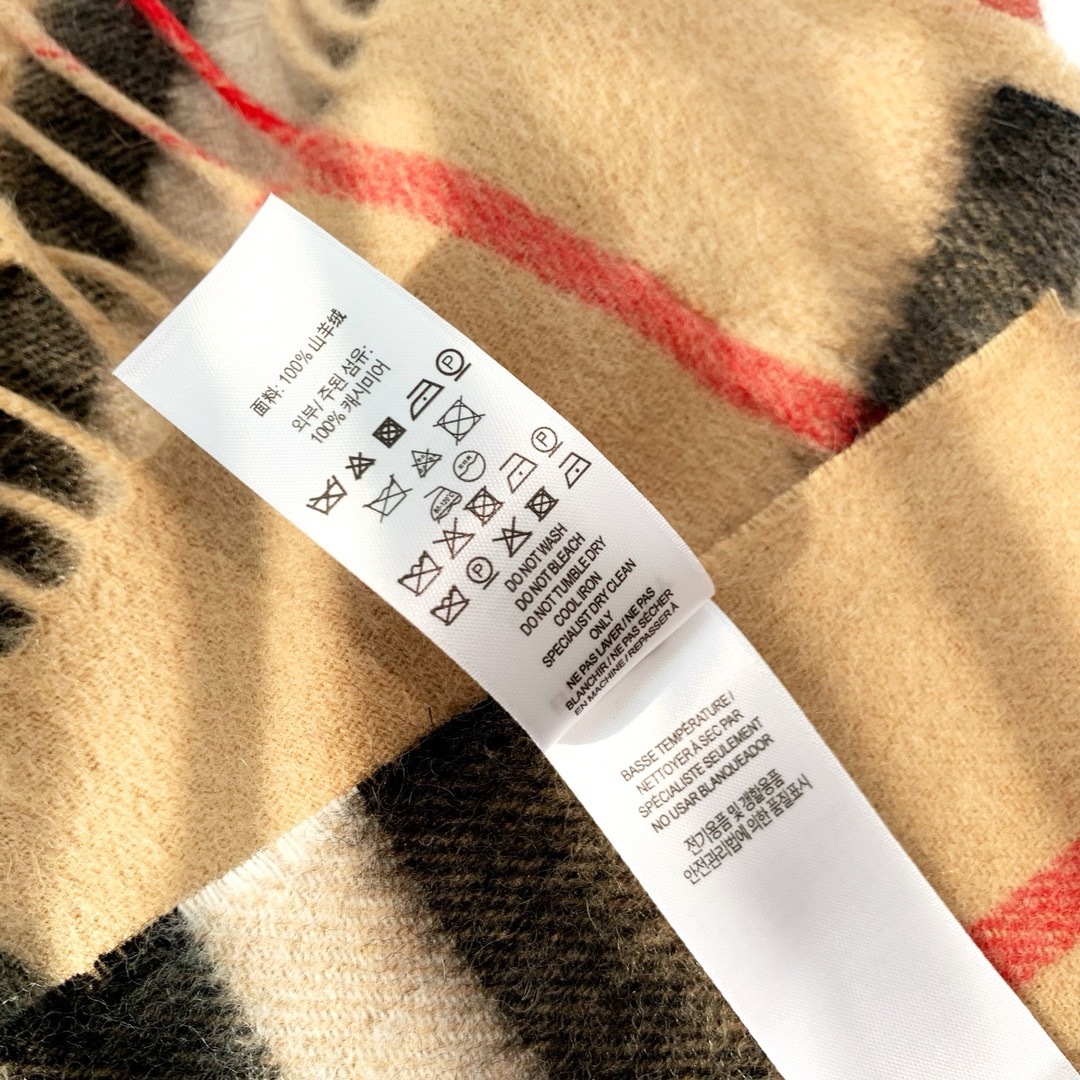 面料: 100% 山羊绒
외부/ 주된 섬유:
100% 캐시미어
DO NOT WASH
DO NOT BLEACH
DO NOT TUMBLE DRY
COOL IRON
SPECIALIST DRY CLEAN
ONLY
NE PAS LAVER / NE PAS
BLANCHIR / NE PAS SÉCHER
EN MACHINE / REPASSER À
BASSE TEMPÉRATURE /
NETTOYER À SEC PAR
SPÉCIALISTE SEULEMENT
NO USAR BLANQUEADOR
전기용품 및 갱활용품
안전관리법에 의한 품질표시